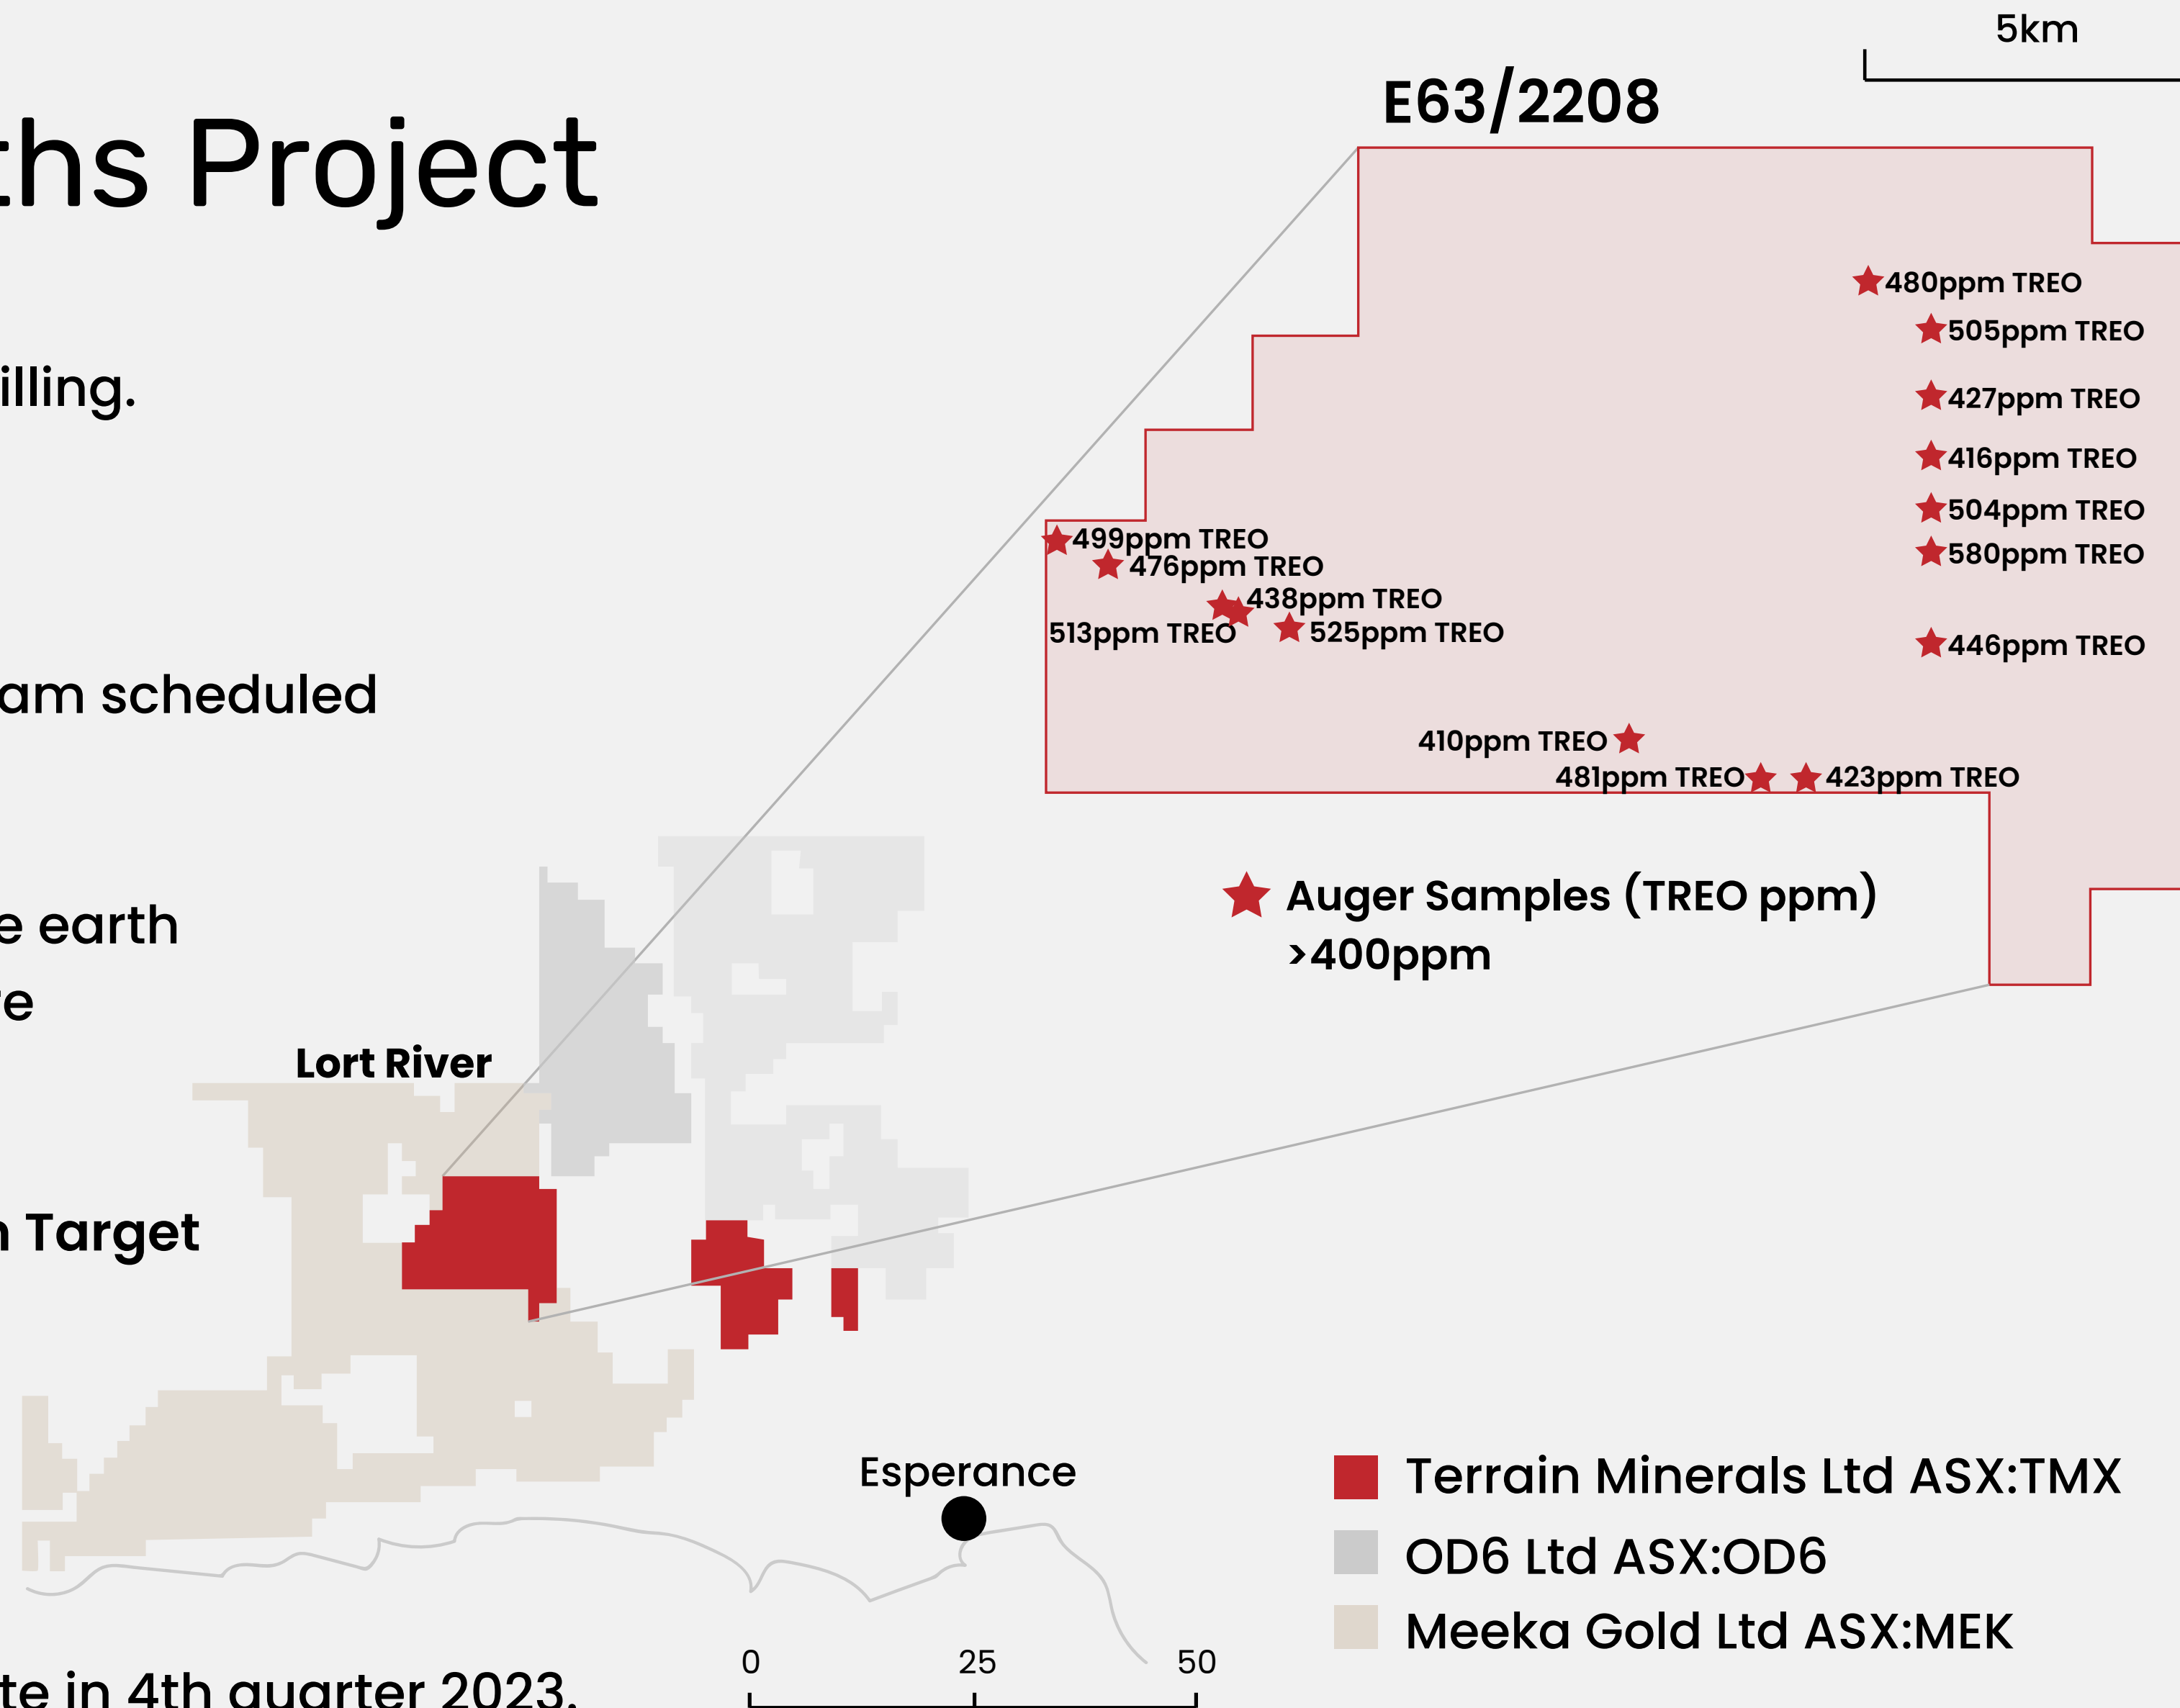 5km
E63/2208
ths Project
480ppm TREO
505ppm TREO
illing.
427ppm TREO
416ppm TREO
504ppm TREO
499ppm TREO
580ppm TREO
476ppm TREO
438ppm TREO
513ppm TREO
525ppm TREO
446ppm TREO
am scheduled
410ppm TREO
481ppm TREO
423ppm TREO
Auger Samples (TREO ppm)
>400ppm
e earth
re
Lort River
n Target
Esperance
Terrain Minerals Ltd ASX:TMX
OD6 Ltd ASX:OD6
Meeka Gold Ltd ASX:MEK
0 25 50
te in 4th quarter 2023.